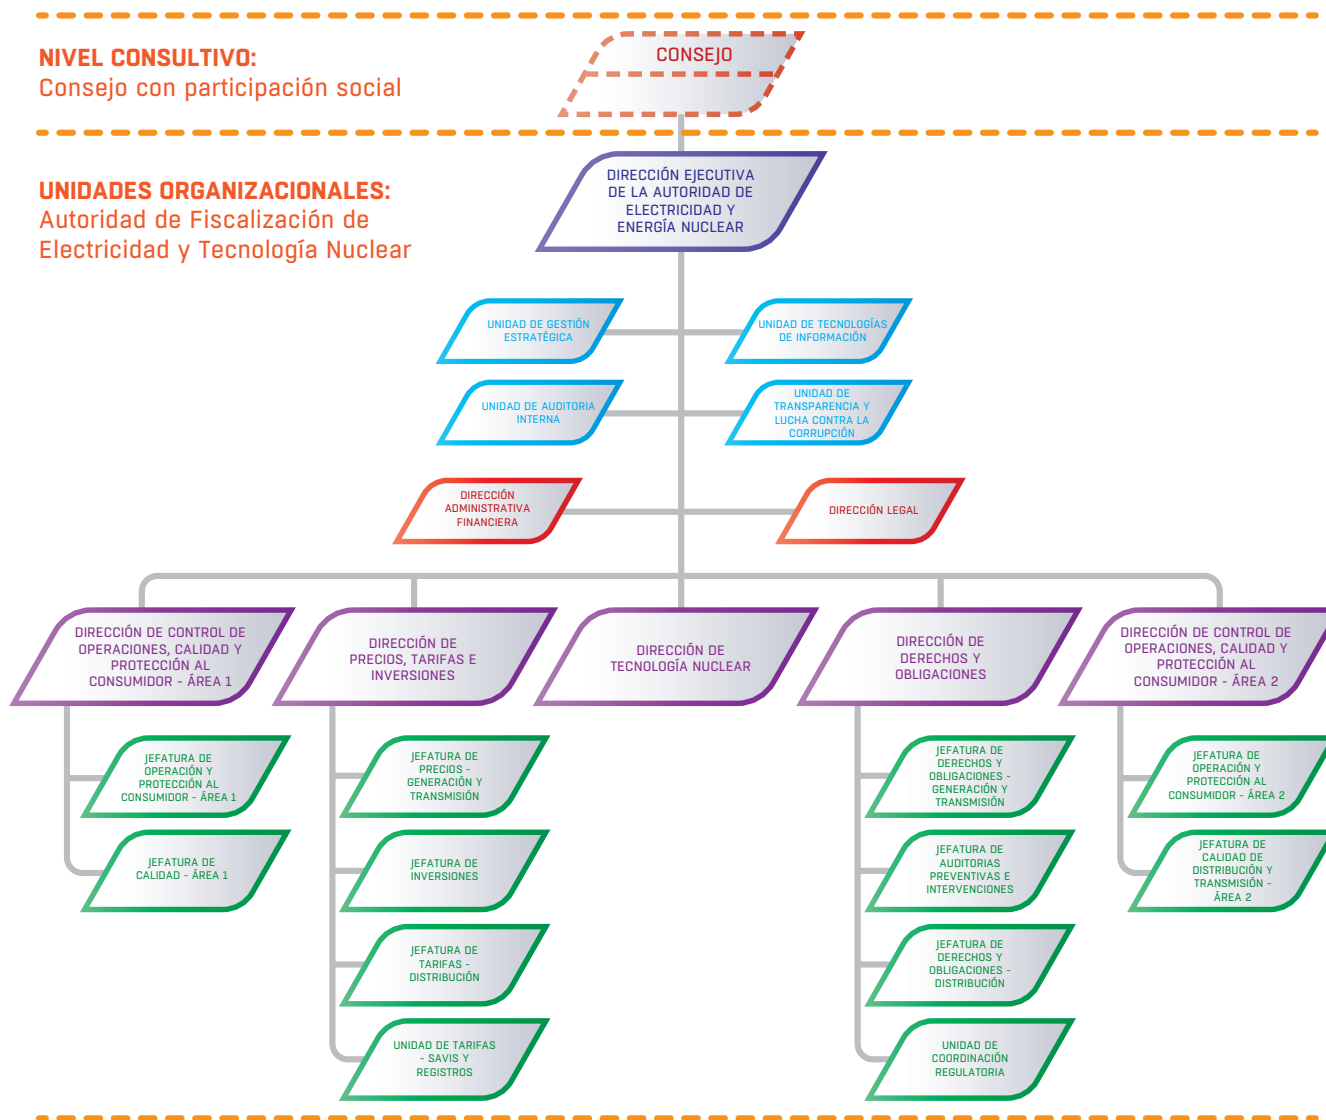 NIVEL CONSULTIVO:
Consejo con participación social
CONSEJO
UNIDADES ORGANIZACIONALES:
Autoridad de Fiscalización de
Electricidad y Tecnología Nuclear
DIRECCIÓN EJECUTIVA
DE LA AUTORIDAD DE
ELECTRICIDAD Y
ENERGÍA NUCLEAR
UNIDAD DE GESTIÓN
ESTRATÉGICA
UNIDAD DE TECNOLOGÍAS
DE INFORMACIÓN
UNIDAD DE AUDITORIA
INTERNA
UNIDAD DE
TRANSPARENCIA Y
LUCHA CONTRA LA
CORRUPCIÓN
DIRECCIÓN
ADMINISTRATIVA
FINANCIERA
DIRECCIÓN LEGAL
DIRECCIÓN DE CONTROL DE
OPERACIONES, CALIDAD Y
PROTECCIÓN AL
CONSUMIDOR - ÁREA 1
DIRECCIÓN DE
PRECIOS, TARIFAS E
INVERSIONES
DIRECCIÓN DE
TECNOLOGÍA NUCLEAR
DIRECCIÓN DE
DERECHOS Y
OBLIGACIONES
DIRECCIÓN DE CONTROL DE
OPERACIONES, CALIDAD Y
PROTECCIÓN AL
CONSUMIDOR - ÁREA 2
JEFATURA DE
OPERACIÓN Y
PROTECCIÓN AL
CONSUMIDOR - ÁREA 1
JEFATURA DE
CALIDAD - ÁREA 1
JEFATURA DE
PRECIOS -
GENERACIÓN Y
TRANSMISIÓN
JEFATURA DE
INVERSIONES
JEFATURA DE
TARIFAS -
DISTRIBUCIÓN
UNIDAD DE TARIFAS
- SAVIS Y
REGISTROS
JEFATURA DE
DERECHOS Y
OBLIGACIONES -
GENERACIÓN Y
TRANSMISIÓN
JEFATURA DE
AUDITORIAS
PREVENTIVAS E
INTERVENCIONES
JEFATURA DE
DERECHOS Y
OBLIGACIONES -
DISTRIBUCIÓN
UNIDAD DE
COORDINACIÓN
REGULATORIA
JEFATURA DE
OPERACIÓN Y
PROTECCIÓN AL
CONSUMIDOR - ÁREA 2
JEFATURA DE
CALIDAD DE
DISTRIBUCIÓN Y
TRANSMISIÓN -
ÁREA 2